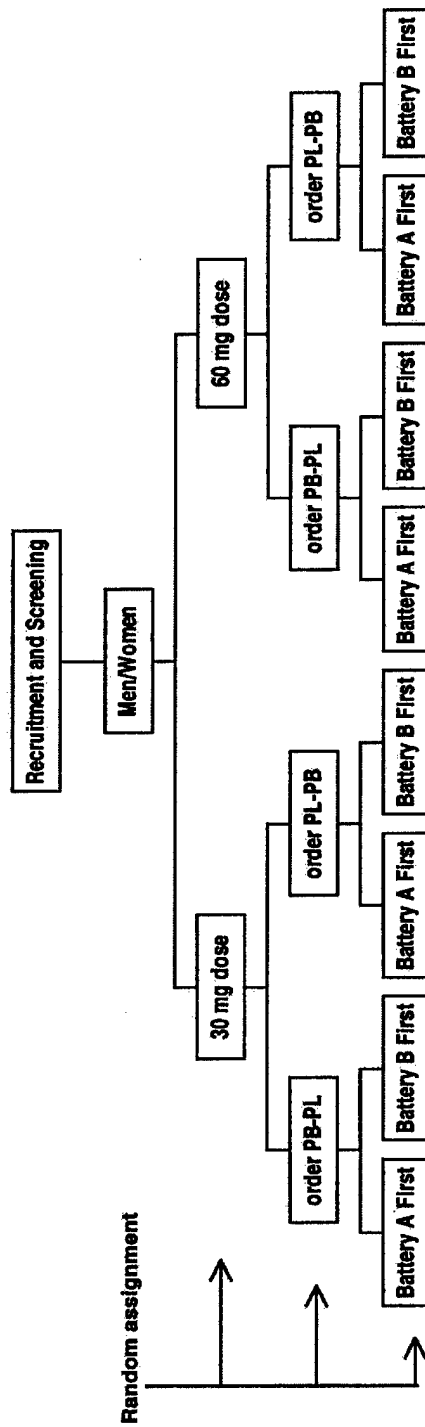 Recruitment and Screening
Men/Women
Random assignment
30 mg dose
60 mg dose
order PB-PL
order PL-PB
order PB-PL
order PL-PB
Battery A First
Battery B First
Battery A First
Battery B First
Battery A First
Battery B First
Battery A First
Battery B First